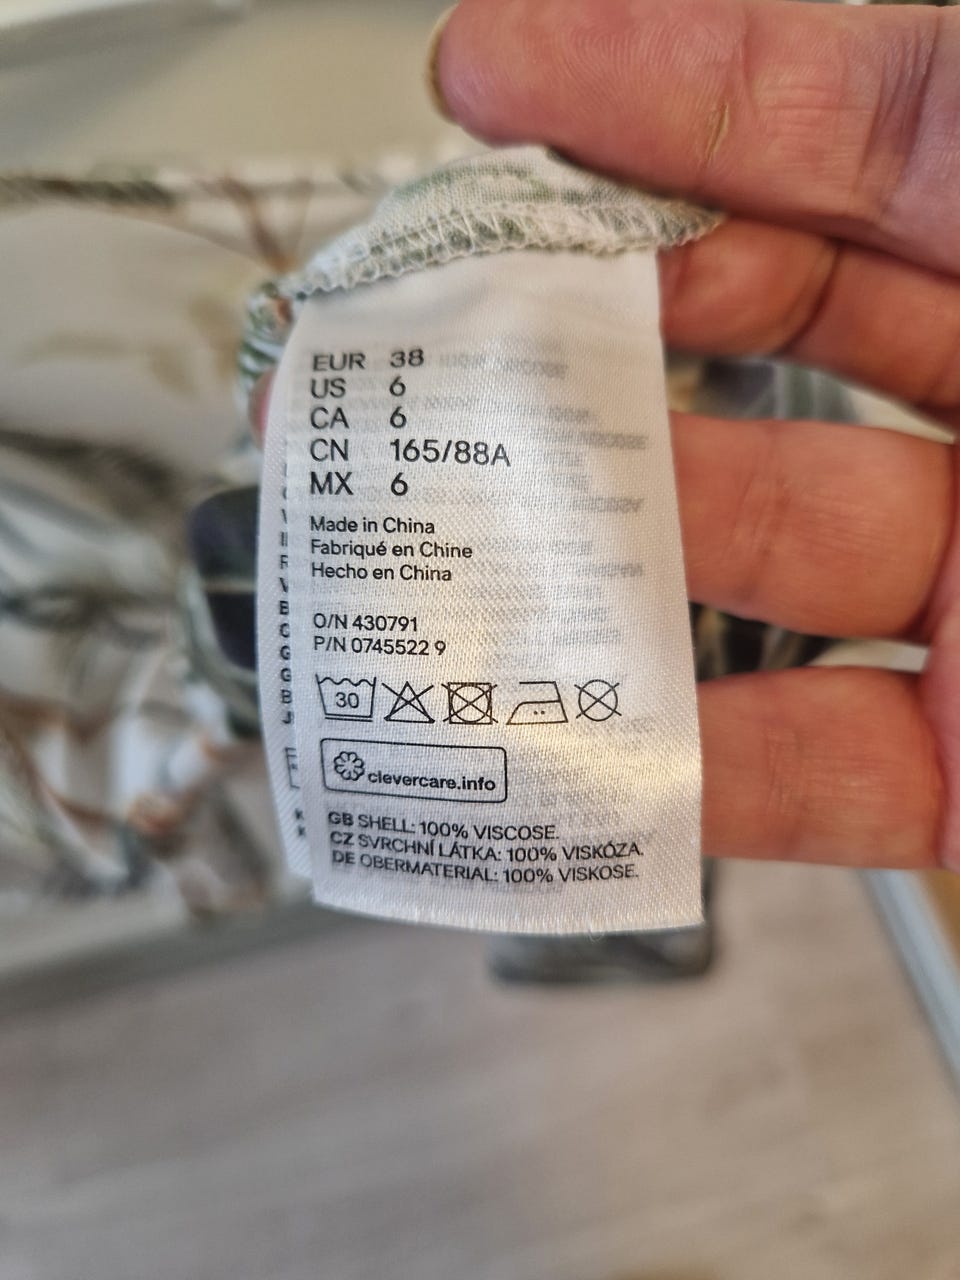 EUR 38
US 6
CA 6
CN 165/88A
MX 6
Made in China
Fabriqué en Chine
Hecho en China
O/N 430791
P/N 0745522 9
30
clevercare.info
GB SHELL: 100% VISCOSE.
CZ SVRCHNÍ LÁTKA: 100% VISKÓZA.
DE OBERMATERIAL: 100% VISKOSE.